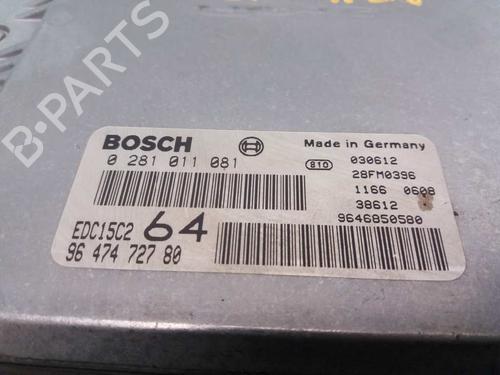 B-PARTS
BOSCH
Made in Germany
0 281 011 081
810
030612
28FM0396
1166 0608
38612
9646850580
EDC15C2 64
96 474 727 80